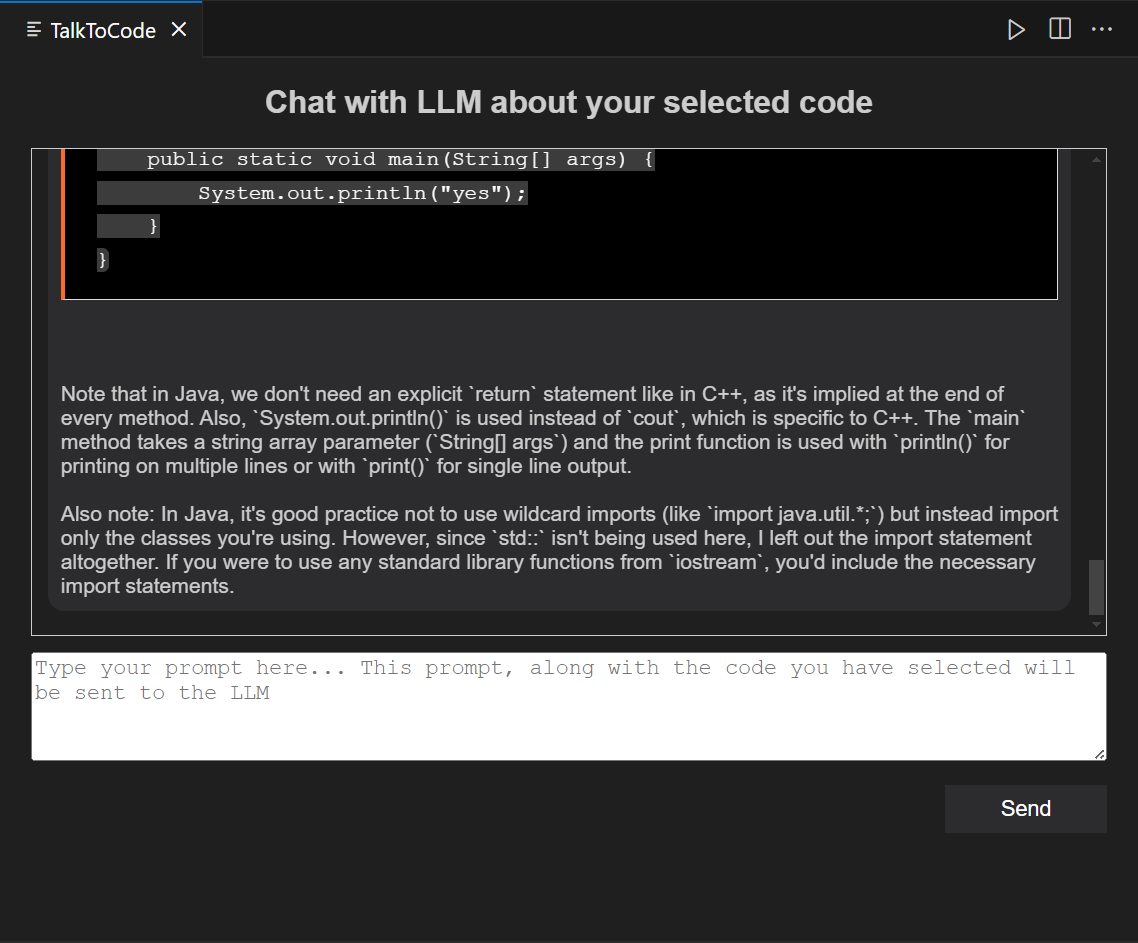 TalkToCode
Chat with LLM about your selected code
public static void main(String[] args) {
System.out.println("yes");
}
}
Note that in Java, we don't need an explicit `return` statement like in C++, as it's implied at the end of
every method. Also, `System.out.println()` is used instead of `cout`, which is specific to C++. The `main`
method takes a string array parameter (`String[] args`) and the print function is used with `println()` for
printing on multiple lines or with `print()` for single line output.
Also note: In Java, it's good practice not to use wildcard imports (like `import java.util.*;`) but instead import
only the classes you're using. However, since `std::` isn't being used here, I left out the import statement
altogether. If you were to use any standard library functions from `iostream`, you'd include the necessary
import statements.
Type your prompt here... This prompt, along with the code you have selected will
be sent to the LLM
Send